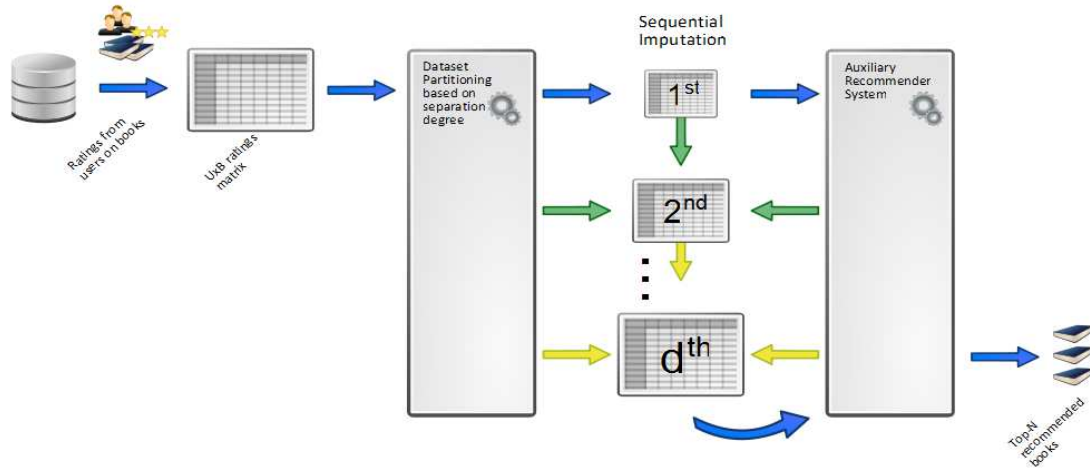 Sequential
Imputation
Ratings from
users on books
UxB ratings
matrix
Dataset
Partitioning
based on
separation
degree
1st
2nd
dth
Auxiliary
Recommender
System
Top-N
recommended
books